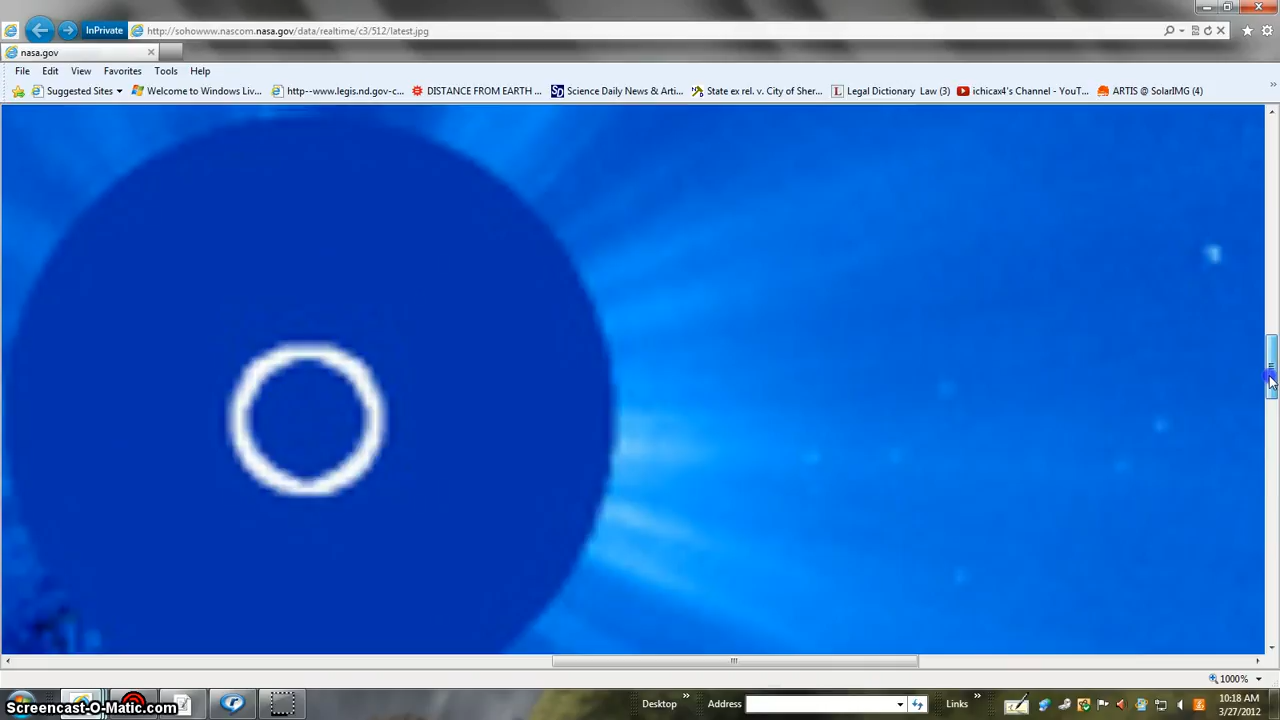 InPrivate
http://sohowww.nascom.nasa.gov/data/realtime/c3/512/latest.jpg
nasa.gov
File Edit View Favorites Tools Help
Suggested Sites Welcome to Windows Liv... http--www.legis.nd.gov-c... DISTANCE FROM EARTH ... Science Daily News & Arti... State ex rel. v. City of Sher... Legal Dictionary Law (3) ichicax4's Channel - YouT... ARTIS @ SolarIMG (4)
1000%
Desktop Address Links 10:18 AM
3/27/2012
Screencast-O-Matic.com